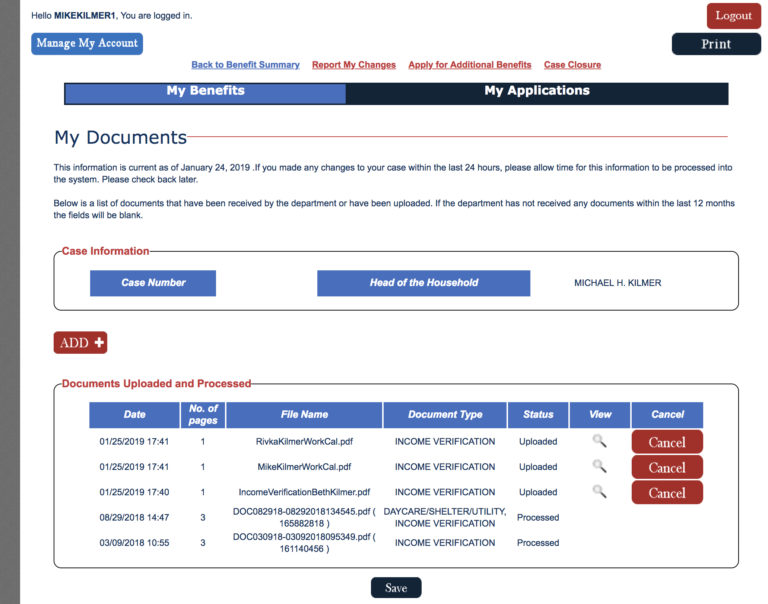 Hello MIKEKILMER1, You are logged in.
Logout
Manage My Account
Print
Back to Benefit Summary Report My Changes Apply for Additional Benefits Case Closure
My Benefits My Applications
My Documents
This information is current as of January 24, 2019 .If you made any changes to your case within the last 24 hours, please allow time for this information to be processed into
the system. Please check back later.
Below is a list of documents that have been received by the department or have been uploaded. If the department has not received any documents within the last 12 months
the fields will be blank.
Case Information
Case Number Head of the Household MICHAEL H. KILMER
ADD +
Documents Uploaded and Processed
Date No. of pages File Name Document Type Status View Cancel
01/25/2019 17:41 1 RivkaKilmerWorkCal.pdf INCOME VERIFICATION Uploaded Cancel
01/25/2019 17:41 1 MikeKilmerWorkCal.pdf INCOME VERIFICATION Uploaded Cancel
01/25/2019 17:40 1 IncomeVerificationBethKilmer.pdf INCOME VERIFICATION Uploaded Cancel
08/29/2018 14:47 3 DOC082918-08292018134545.pdf ( 165882818 ) DAYCARE/SHELTER/UTILITY, INCOME VERIFICATION Processed
03/09/2018 10:55 3 DOC030918-03092018095349.pdf ( 161140456 ) INCOME VERIFICATION Processed
Save